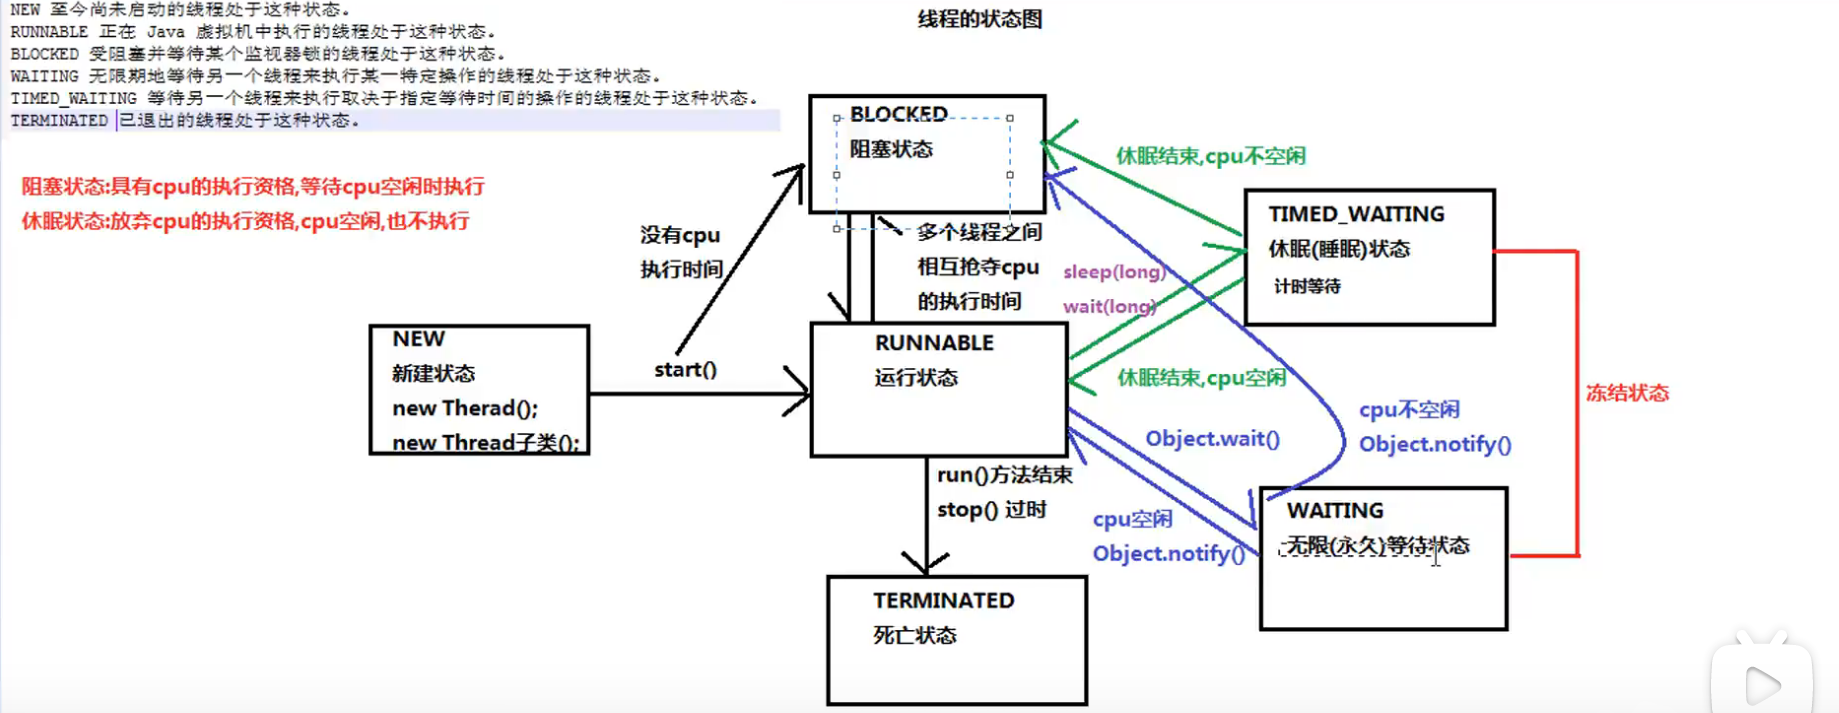 NEW 至今尚未启动的线程处于这种状态。
RUNNABLE 正在 Java 虚拟机中执行的线程处于这种状态。
BLOCKED 受阻塞并等待某个监视器锁的线程处于这种状态。
WAITING 无限期地等待另一个线程来执行某一特定操作的线程处于这种状态。
TIMED_WAITING 等待另一个线程来执行取决于指定等待时间的操作的线程处于这种状态。
TERMINATED 已退出的线程处于这种状态。
线程的状态图
阻塞状态:具有cpu的执行资格,等待cpu空闲时执行
休眠状态:放弃cpu的执行资格,cpu空闲,也不执行
BLOCKED
阻塞状态
休眠结束,cpu不空闲
没有cpu
执行时间
多个线程之间
相互抢夺cpu
的执行时间
sleep(long)
wait(long)
TIMED_WAITING
休眠(睡眠)状态
计时等待
NEW
新建状态
new Therad();
new Thread子类();
start()
RUNNABLE
运行状态
休眠结束,cpu空闲
冻结状态
cpu不空闲
Object.notify()
Object.wait()
run()方法结束
stop() 过时
cpu空闲
Object.notify()
WAITING
无限(永久)等待状态
TERMINATED
死亡状态